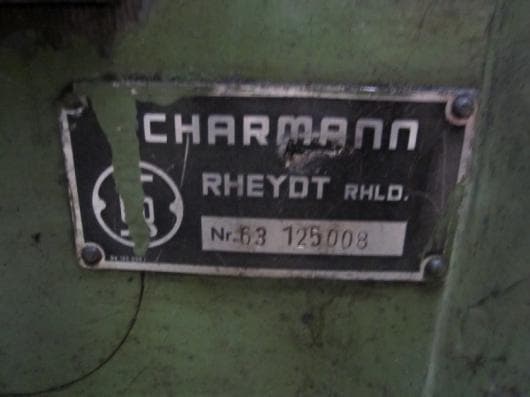 CHARMANN
RHEYDT RHLD.
Nr. 63 125008